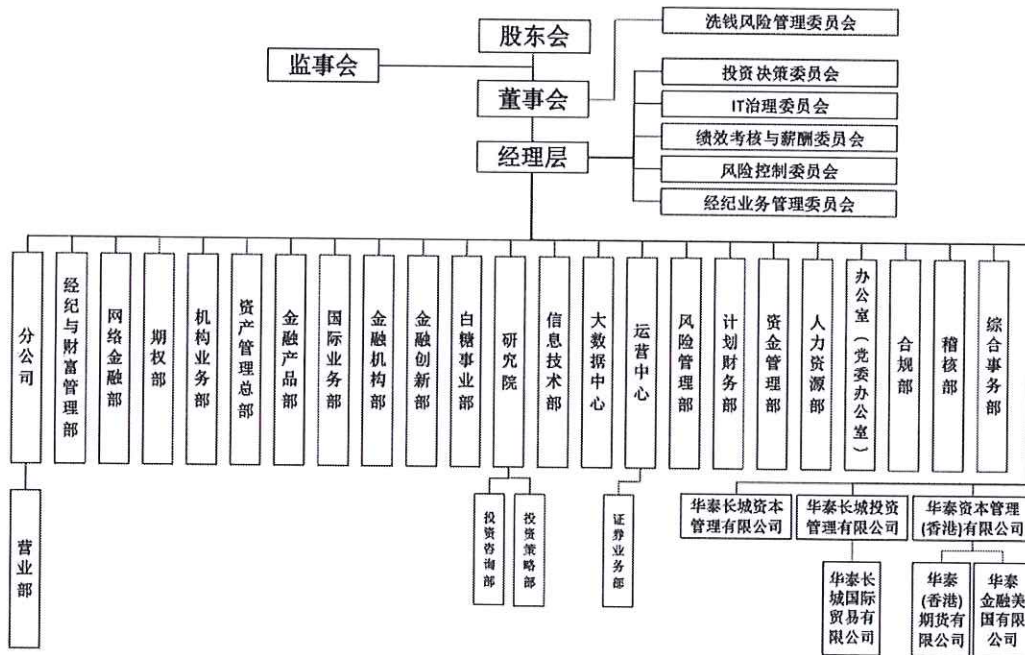 股东会
洗钱风险管理委员会
监事会
董事会
投资决策委员会
IT治理委员会
绩效考核与薪酬委员会
经理层
风险控制委员会
经纪业务管理委员会
分公司
经纪与财富管理部
网络金融部
期权部
机构业务部
资产管理总部
金融产品部
国际业务部
金融机构部
金融创新部
白糖事业部
研究院
信息技术部
大数据中心
运营中心
风险管理部
计划财务部
资金管理部
人力资源部
办公室（党委办公室）
合规部
稽核部
综合事务部
营业部
投资咨询部
投资策略部
证券业务部
华泰长城资本
管理有限公司
华泰长城投资
管理有限公司
华泰资本管理
(香港)有限公司
华泰长
城国际
贸易有
限公司
华泰
(香港)
期货有
限公司
华泰
金融美
国有限
公司